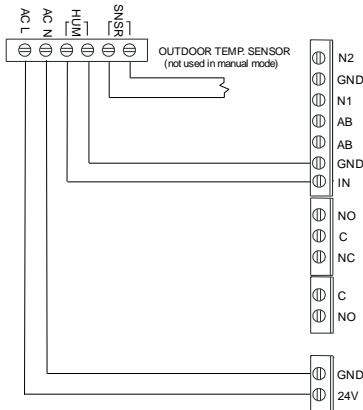 AC L
AC N
HUM
SNSR
OUTDOOR TEMP. SENSOR
(not used in manual mode)
N2
GND
N1
AB
AB
GND
IN
NO
C
NC
C
NO
GND
24V